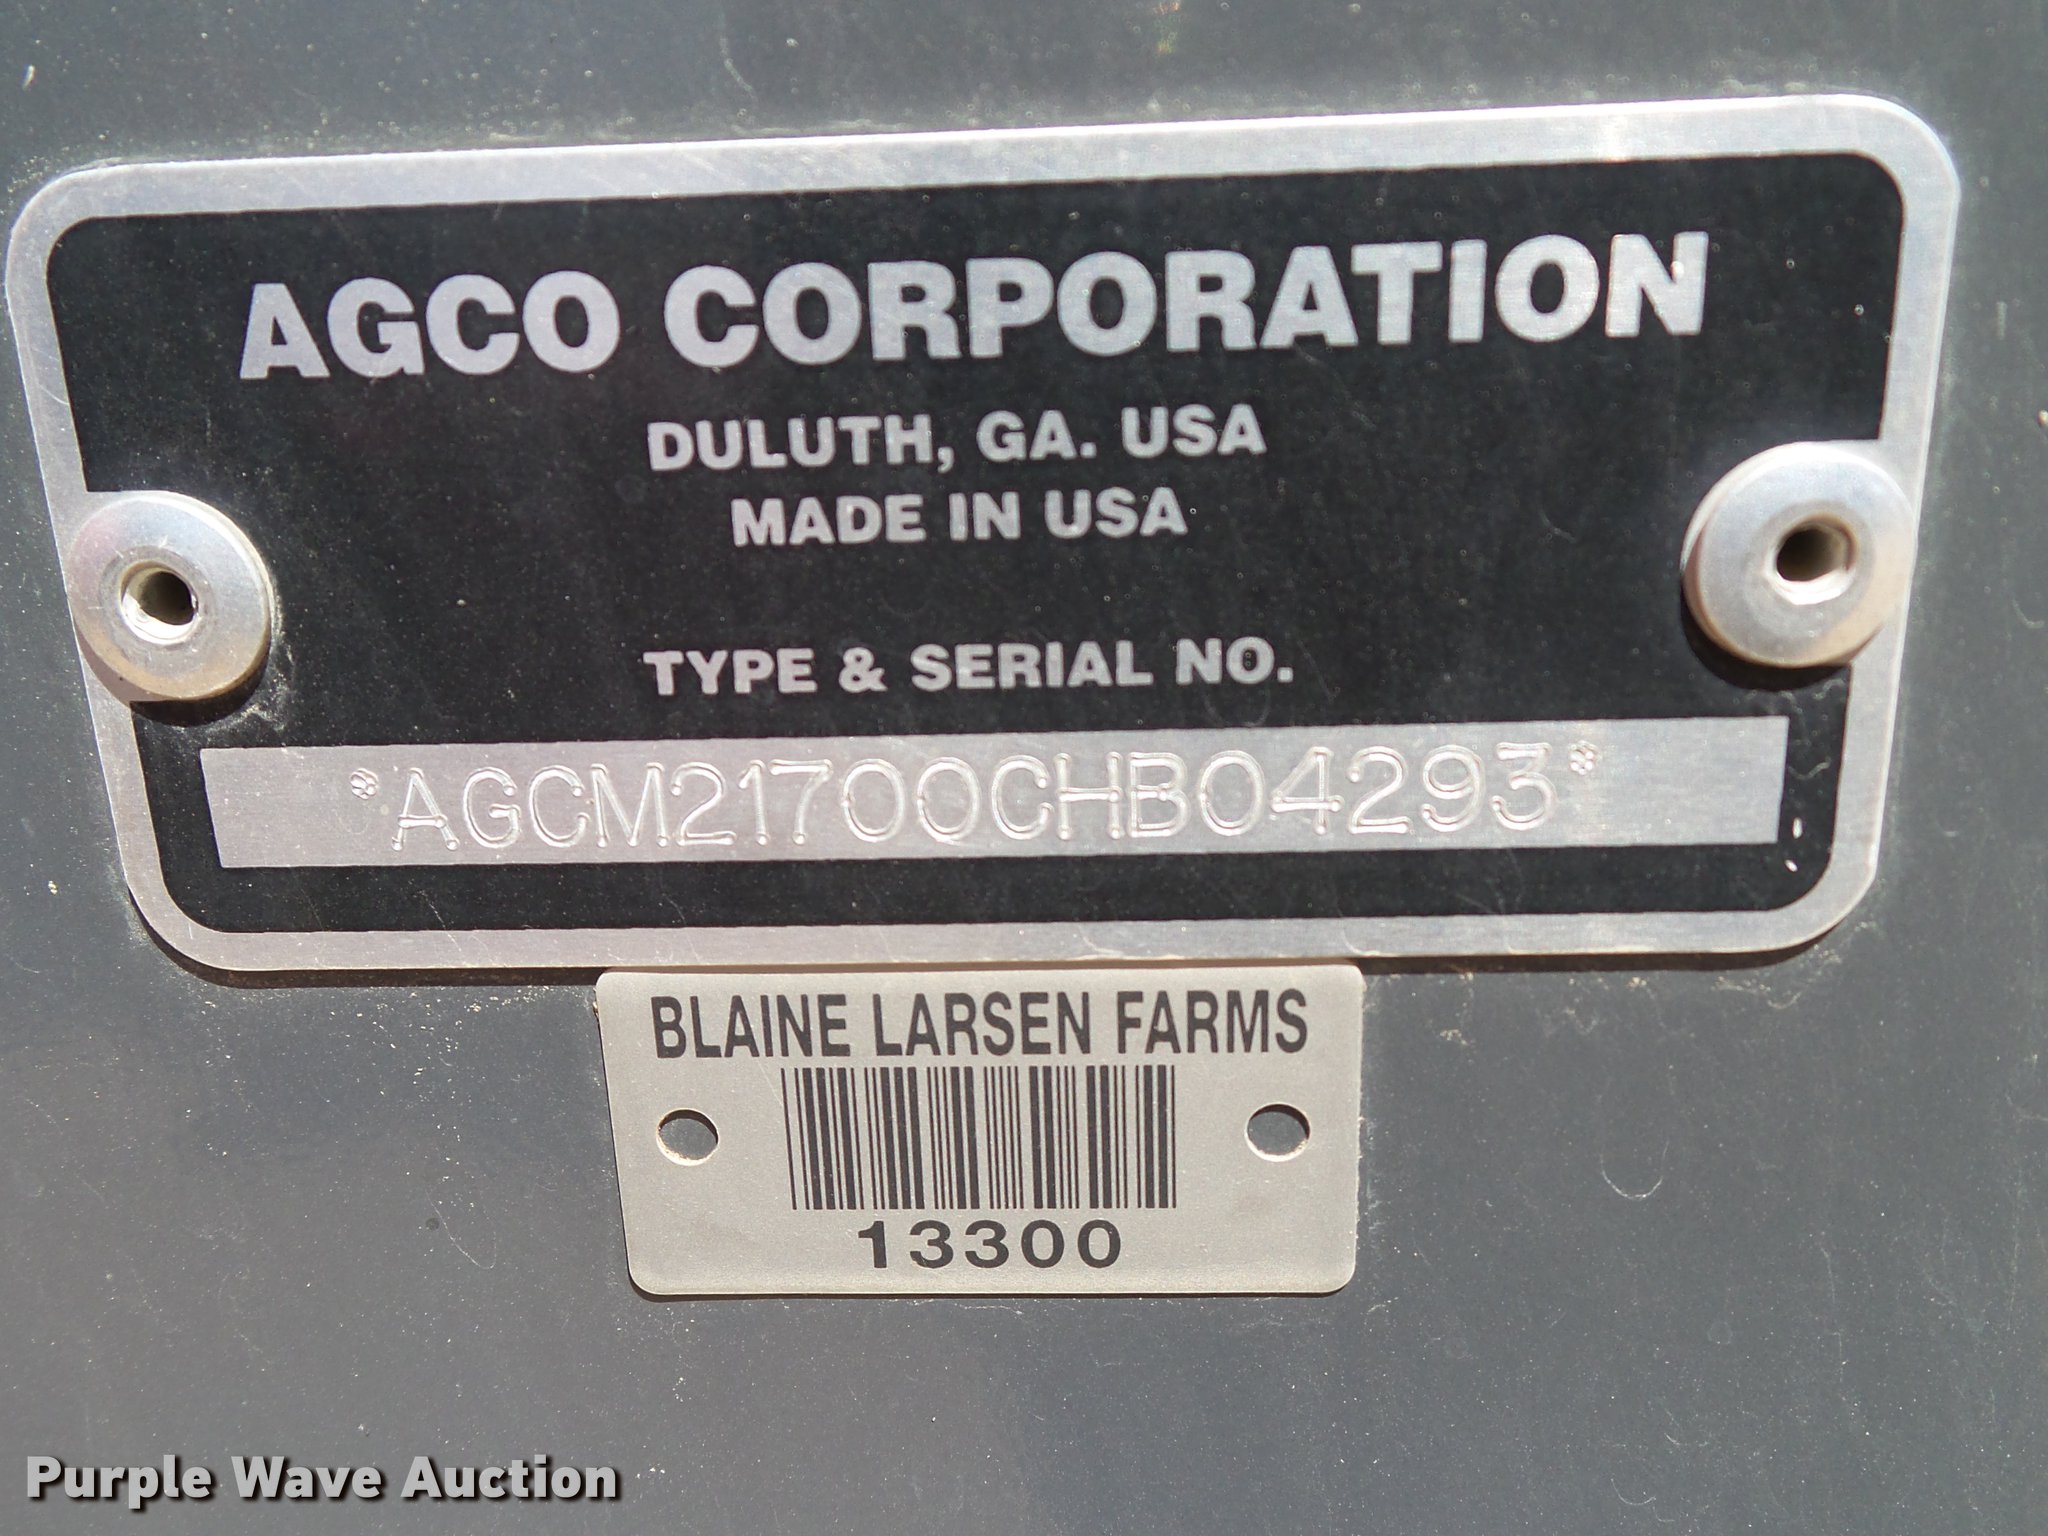 AGCO CORPORATION
DULUTH, GA. USA
MADE IN USA
TYPE & SERIAL NO.
*AGCM21700CHB04293*
BLAINE LARSEN FARMS
13300
Purple Wave Auction